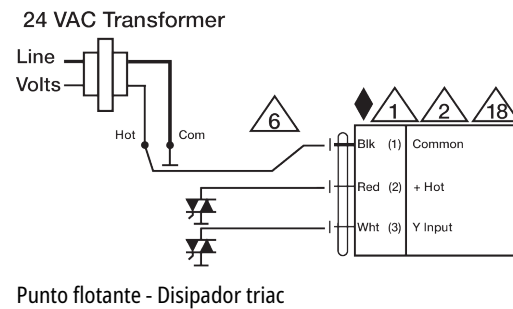 24 VAC Transformer
Line
Volts
Hot
Com
6
1
2
18
Blk (1) Common
Red (2) + Hot
Wht (3) Y Input
Punto flotante - Disipador triac